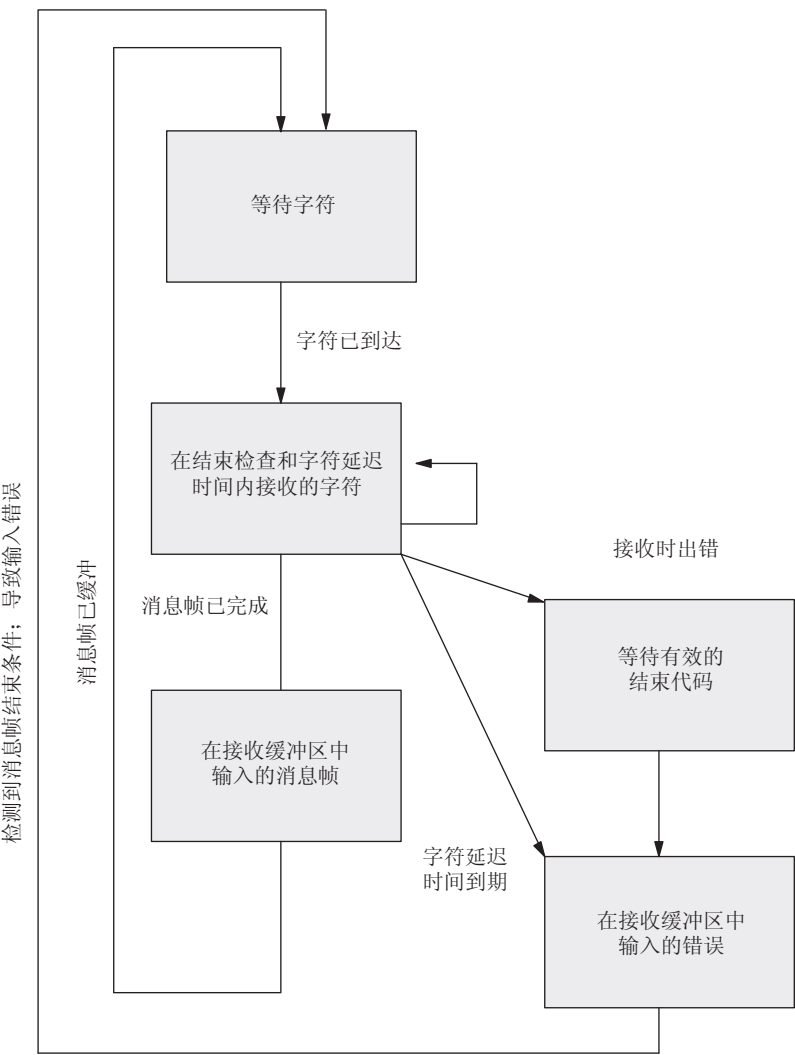 等待字符
字符已到达
在结束检查和字符延迟
时间内接收的字符
接收时出错
消息帧已完成
等待有效的
结束代码
在接收缓冲区中
输入的消息帧
字符延迟
时间到期
在接收缓冲区中
输入的错误
消息帧已缓冲
检测到消息帧结束条件；导致输入错误